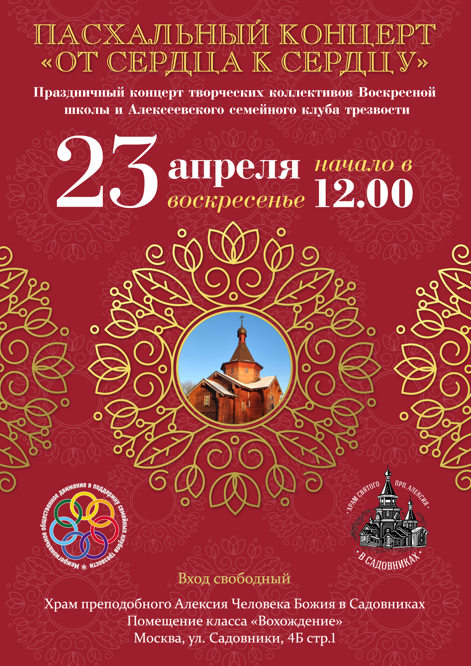 ПАСХАЛЬНЫЙ КОНЦЕРТ
«ОТ СЕРДЦА К СЕРДЦУ»
Праздничный концерт творческих коллективов Воскресной
школы и Алексеевского семейного клуба трезвости
23 апреля начало в
воскресенье 12.00
Межрегиональное общественное движение в поддержку семейных клубов трезвости
· ХРАМ СВЯТОГО ПРП. АЛЕКСИЯ ·
· В САДОВНИКАХ ·
Вход свободный
Храм преподобного Алексия Человека Божия в Садовниках
Помещение класса «Вохождение»
Москва, ул. Садовники, 4Б стр.1